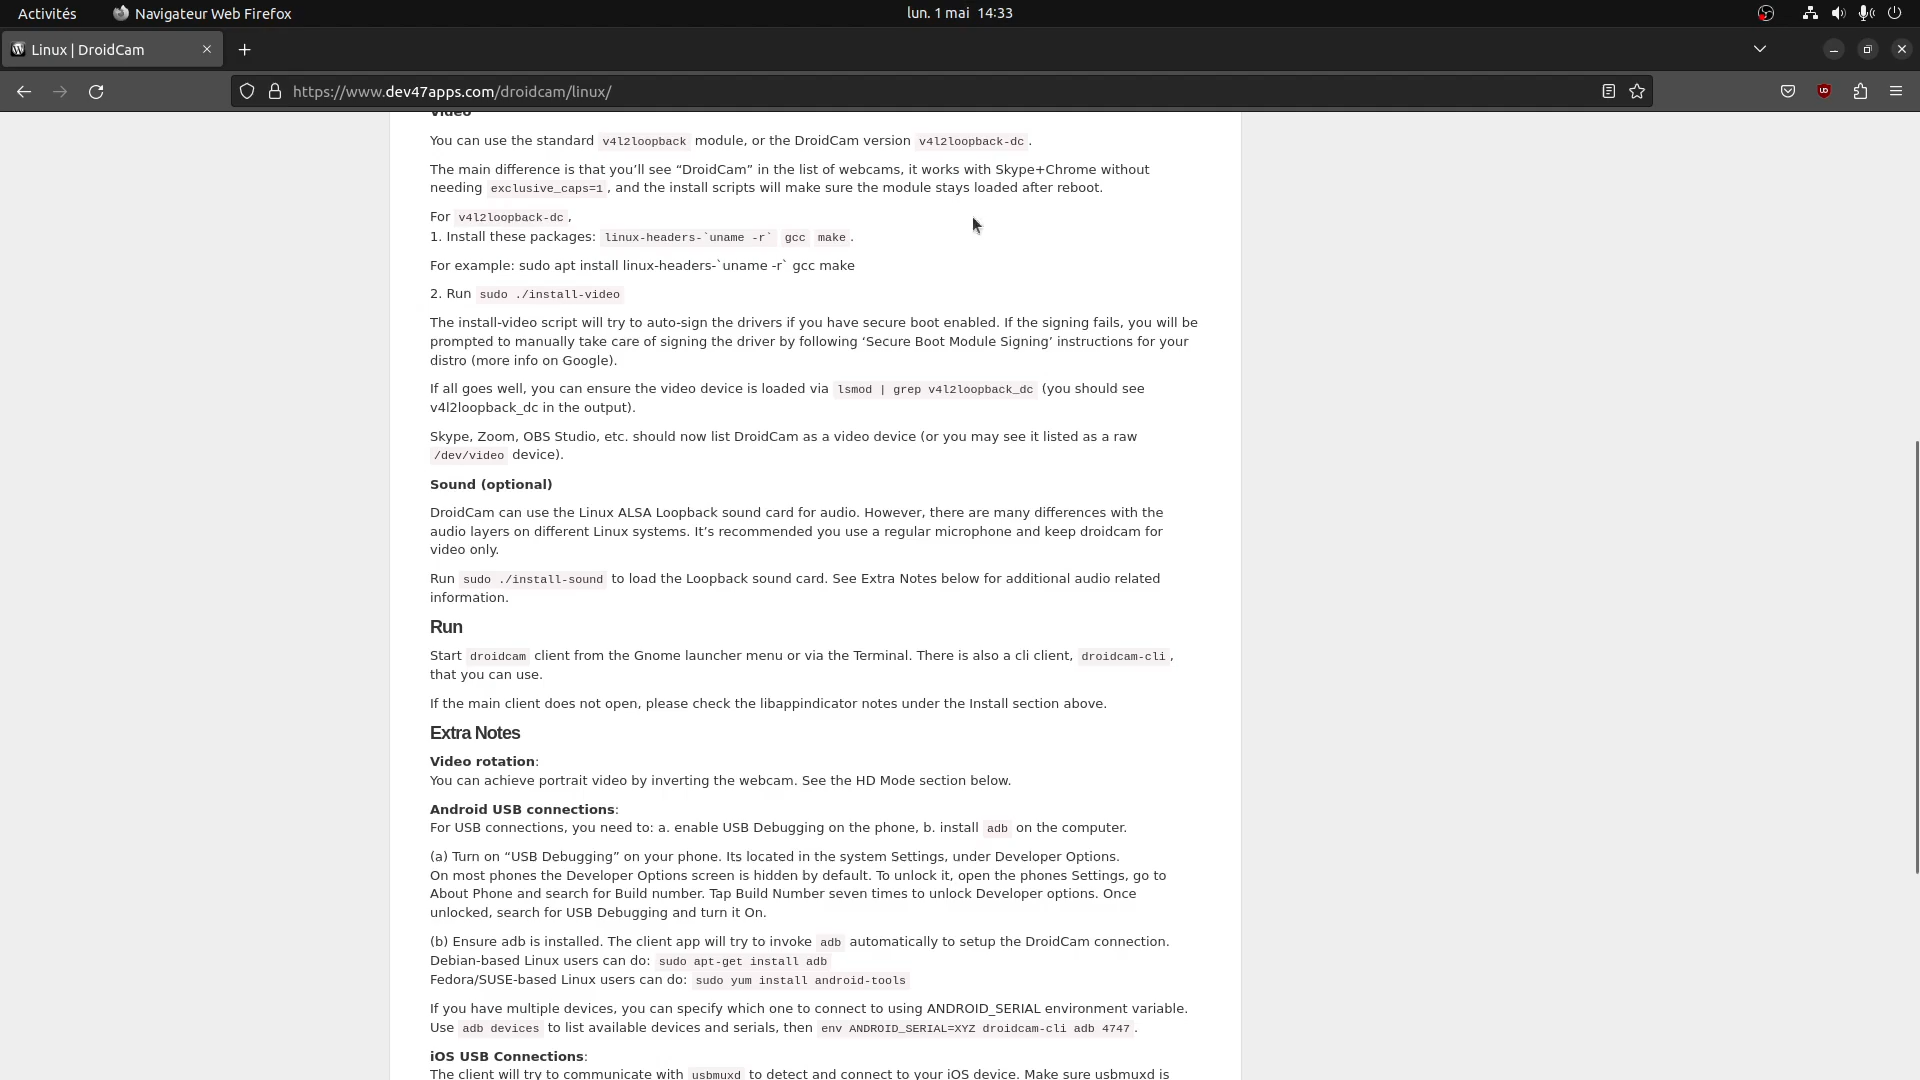 Activités Navigateur Web Firefox lun. 1 mai 14:33
Linux | DroidCam
https://www.dev47apps.com/droidcam/linux/
Video
You can use the standard v4l2loopback module, or the DroidCam version v4l2loopback-dc.
The main difference is that you’ll see “DroidCam” in the list of webcams, it works with Skype+Chrome without
needing exclusive_caps=1, and the install scripts will make sure the module stays loaded after reboot.
For v4l2loopback-dc,
1. Install these packages: linux-headers-`uname -r` gcc make.
For example: sudo apt install linux-headers-`uname -r` gcc make
2. Run sudo ./install-video
The install-video script will try to auto-sign the drivers if you have secure boot enabled. If the signing fails, you will be
prompted to manually take care of signing the driver by following ‘Secure Boot Module Signing’ instructions for your
distro (more info on Google).
If all goes well, you can ensure the video device is loaded via lsmod | grep v4l2loopback_dc (you should see
v4l2loopback_dc in the output).
Skype, Zoom, OBS Studio, etc. should now list DroidCam as a video device (or you may see it listed as a raw
/dev/video device).
Sound (optional)
DroidCam can use the Linux ALSA Loopback sound card for audio. However, there are many differences with the
audio layers on different Linux systems. It’s recommended you use a regular microphone and keep droidcam for
video only.
Run sudo ./install-sound to load the Loopback sound card. See Extra Notes below for additional audio related
information.
Run
Start droidcam client from the Gnome launcher menu or via the Terminal. There is also a cli client, droidcam-cli,
that you can use.
If the main client does not open, please check the libappindicator notes under the Install section above.
Extra Notes
Video rotation:
You can achieve portrait video by inverting the webcam. See the HD Mode section below.
Android USB connections:
For USB connections, you need to: a. enable USB Debugging on the phone, b. install adb on the computer.
(a) Turn on “USB Debugging” on your phone. Its located in the system Settings, under Developer Options.
On most phones the Developer Options screen is hidden by default. To unlock it, open the phones Settings, go to
About Phone and search for Build number. Tap Build Number seven times to unlock Developer options. Once
unlocked, search for USB Debugging and turn it On.
(b) Ensure adb is installed. The client app will try to invoke adb automatically to setup the DroidCam connection.
Debian-based Linux users can do: sudo apt-get install adb
Fedora/SUSE-based Linux users can do: sudo yum install android-tools
If you have multiple devices, you can specify which one to connect to using ANDROID_SERIAL environment variable.
Use adb devices to list available devices and serials, then env ANDROID_SERIAL=XYZ droidcam-cli adb 4747.
iOS USB Connections:
The client will try to communicate with usbmuxd to detect and connect to your iOS device. Make sure usbmuxd is